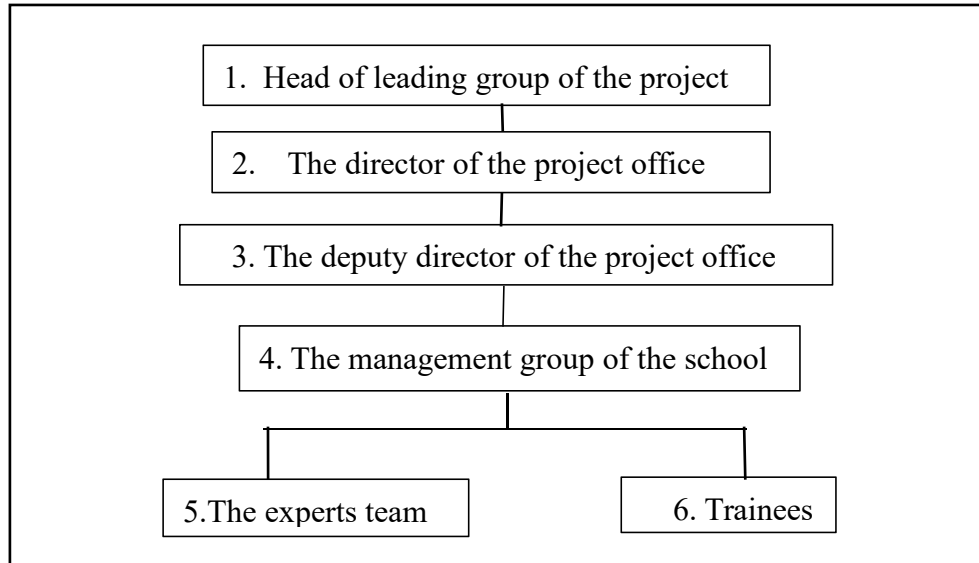 1. Head of leading group of the project
2. The director of the project office
3. The deputy director of the project office
4. The management group of the school
5.The experts team
6. Trainees